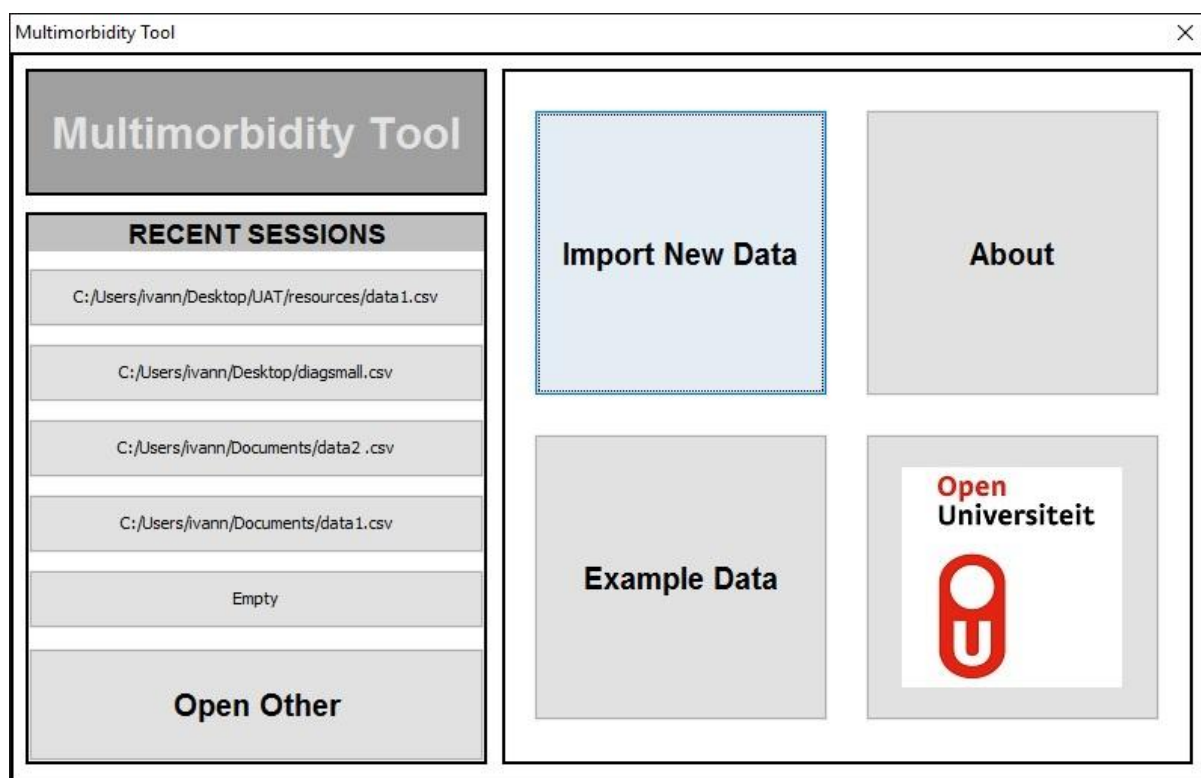 Multimorbidity Tool
Multimorbidity Tool
RECENT SESSIONS
C:/Users/ivann/Desktop/UAT/resources/data1.csv
C:/Users/ivann/Desktop/diagsmall.csv
C:/Users/ivann/Documents/data2 .csv
C:/Users/ivann/Documents/data1.csv
Empty
Open Other
Import New Data
About
Example Data
Open
Universiteit
U